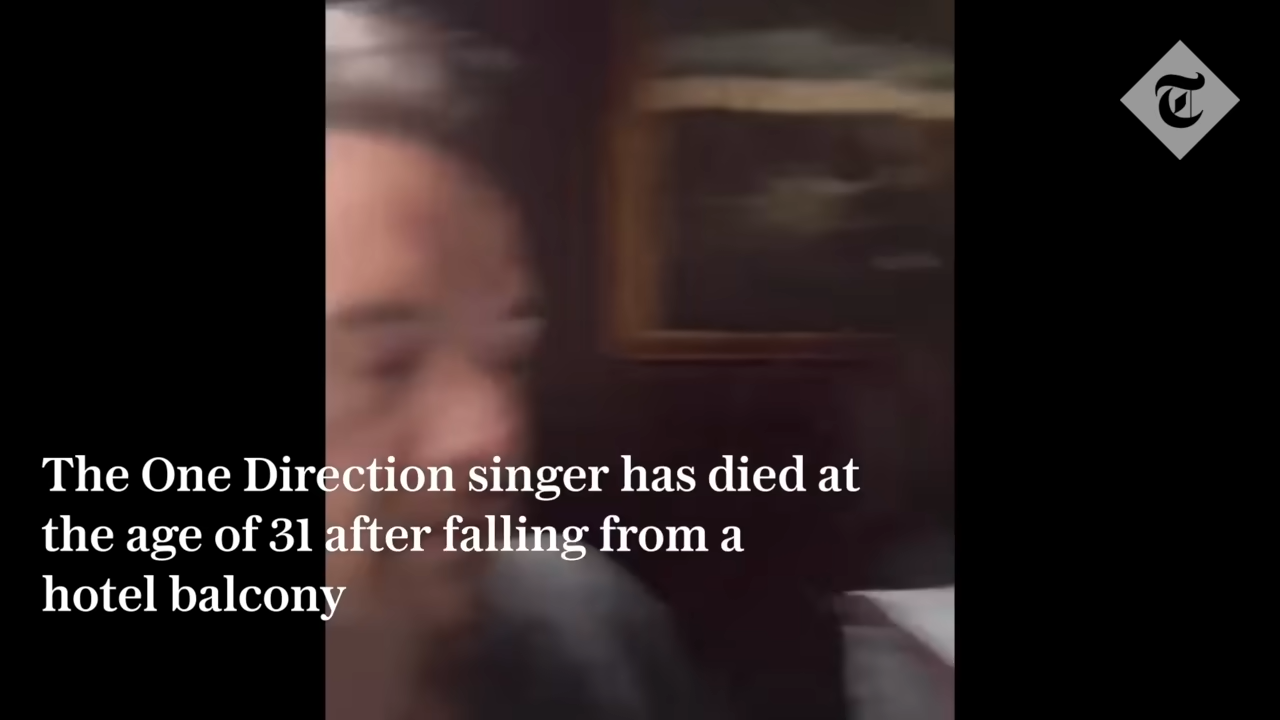 The One Direction singer has died at
the age of 31 after falling from a
hotel balcony
T